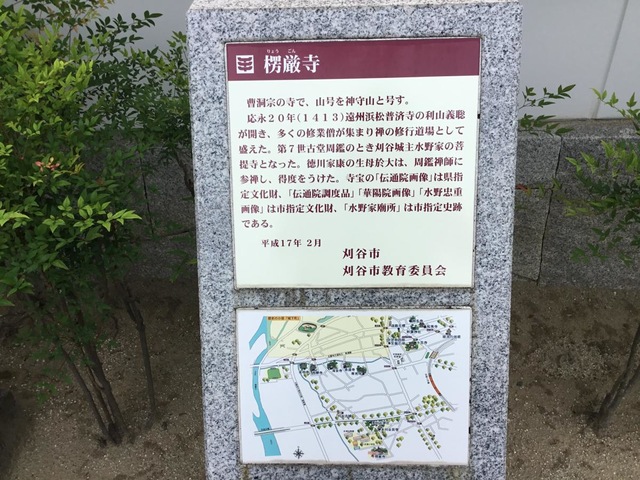 りょう ごん
楞厳寺
曹洞宗の寺で、山号を神守山と号す。
応永20年(1413)遠州浜松普済寺の利山義聡
が開き、多くの修業僧が集まり禅の修行道場として
盛えた。第7世古堂周鑑のとき刈谷城主水野家の菩
提寺となった。徳川家康の生母於大は、周鑑禅師に
参禅し、得度をうけた。寺宝の「伝通院画像」は県指
定文化財、「伝通院調度品」「華陽院画像」「水野忠重
画像」は市指定文化財、「水野家廟所」は市指定史跡
である。
平成17年 2月
刈谷市
刈谷市教育委員会